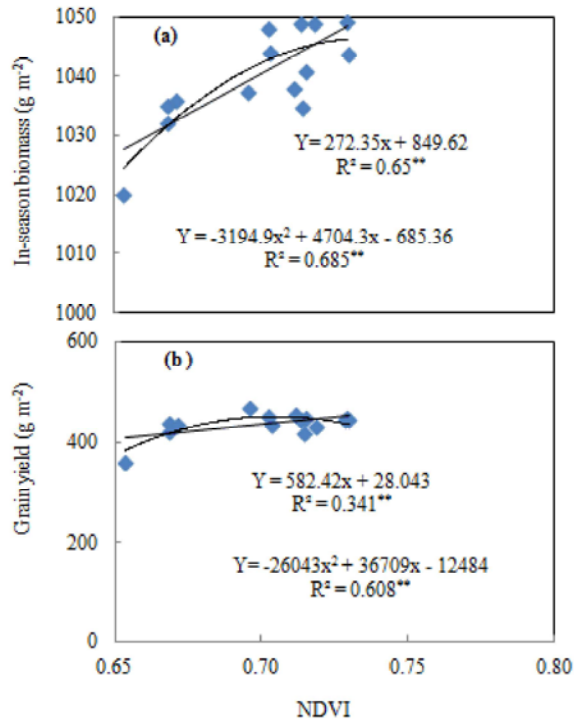 (a)
In-season biomass (g m⁻²)
1050
1040
1030
1020
1010
1000
Y= 272.35x + 849.62
R² = 0.65**
Y = -3194.9x² + 4704.3x - 685.36
R² = 0.685**
(b)
Grain yield (g m⁻²)
600
400
200
0
Y = 582.42x + 28.043
R² = 0.341**
Y= -26043x² + 36709x - 12484
R² = 0.608**
0.65 0.70 0.75 0.80
NDVI